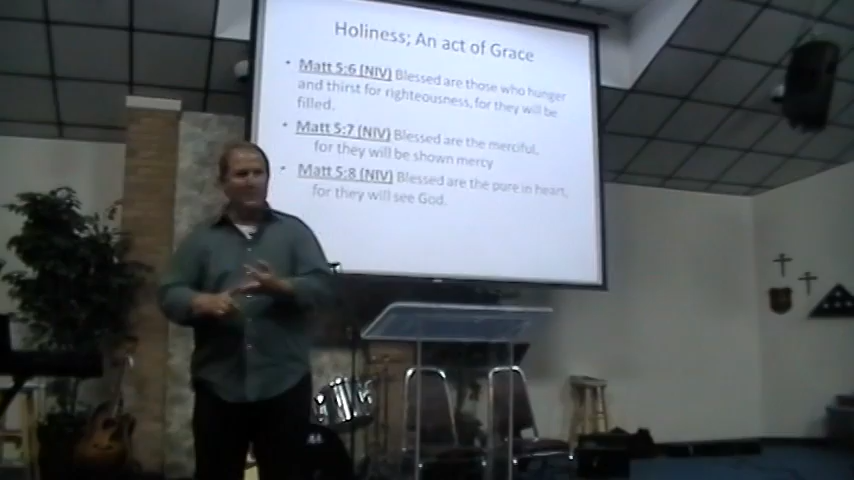 Holiness; An act of Grace
• Matt 5:6 (NIV) Blessed are those who hunger
and thirst for righteousness, for they will be
filled.
• Matt 5:7 (NIV) Blessed are the merciful,
for they will be shown mercy
• Matt 5:8 (NIV) Blessed are the pure in heart,
for they will see God.